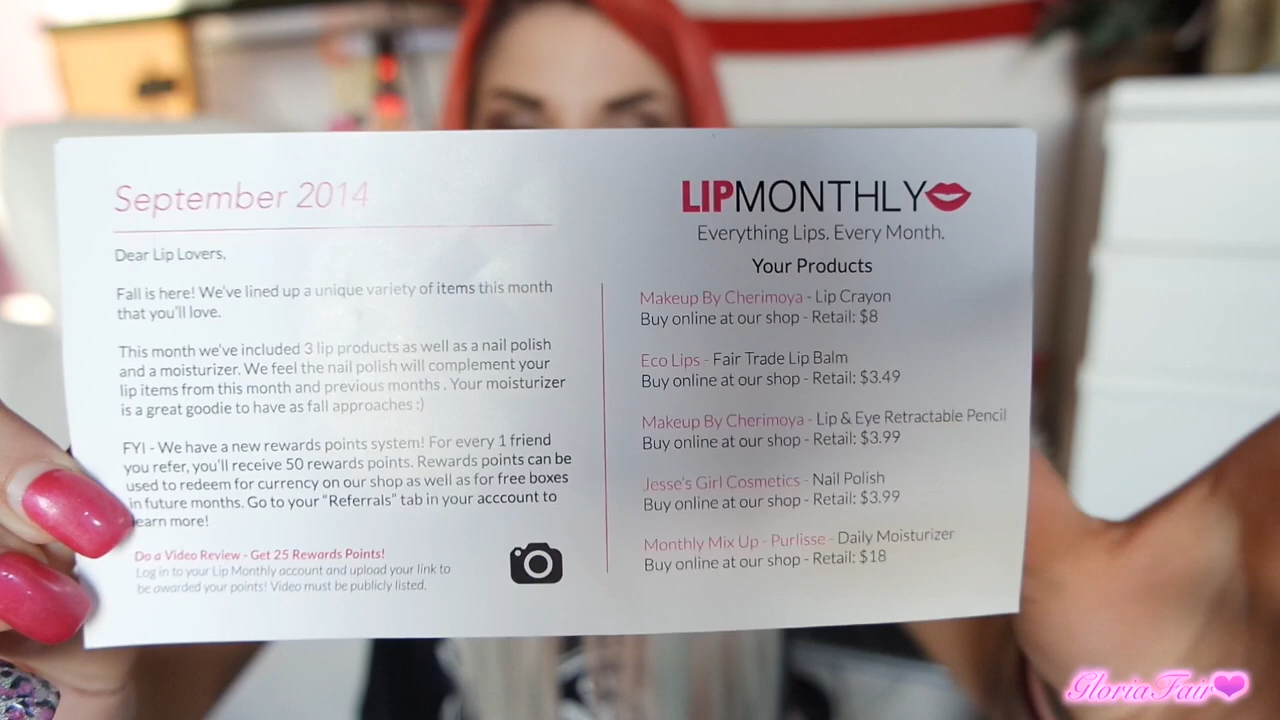 September 2014
Dear Lip Lovers,
Fall is here! We've lined up a unique variety of items this month
that you'll love.
This month we've included 3 lip products as well as a nail polish
and a moisturizer. We feel the nail polish will complement your
lip items from this month and previous months . Your moisturizer
is a great goodie to have as fall approaches :)
FYI - We have a new rewards points system! For every 1 friend
you refer, you'll receive 50 rewards points. Rewards points can be
used to redeem for currency on our shop as well as for free boxes
in future months. Go to your "Referrals" tab in your acccount to
learn more!
Do a Video Review - Get 25 Rewards Points!
Log in to your Lip Monthly account and upload your link to
be awarded your points! Video must be publicly listed.
LIPMONTHLY
Everything Lips. Every Month.
Your Products
Makeup By Cherimoya - Lip Crayon
Buy online at our shop - Retail: $8
Eco Lips - Fair Trade Lip Balm
Buy online at our shop - Retail: $3.49
Makeup By Cherimoya - Lip & Eye Retractable Pencil
Buy online at our shop - Retail: $3.99
Jesse's Girl Cosmetics - Nail Polish
Buy online at our shop - Retail: $3.99
Monthly Mix Up - Purlisse - Daily Moisturizer
Buy online at our shop - Retail: $18
GloriaFair